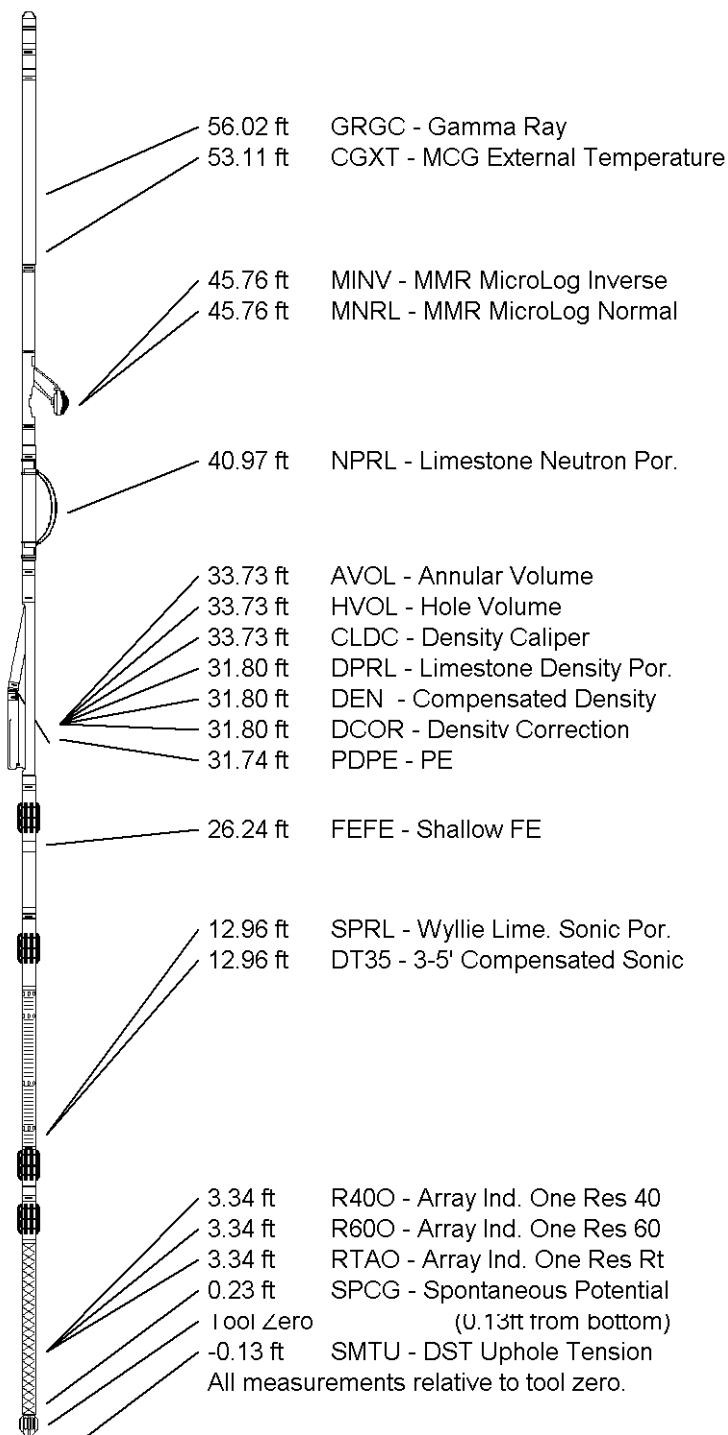 56.02 ft GRGC - Gamma Ray
53.11 ft CGXT - MCG External Temperature
45.76 ft MINV - MMR MicroLog Inverse
45.76 ft MNRL - MMR MicroLog Normal
40.97 ft NPRL - Limestone Neutron Por.
33.73 ft AVOL - Annular Volume
33.73 ft HVOL - Hole Volume
33.73 ft CLDC - Density Caliper
31.80 ft DPRL - Limestone Density Por.
31.80 ft DEN - Compensated Density
31.80 ft DCOR - Density Correction
31.74 ft PDPE - PE
26.24 ft FEFE - Shallow FE
12.96 ft SPRL - Wyllie Lime. Sonic Por.
12.96 ft DT35 - 3-5' Compensated Sonic
3.34 ft R40O - Array Ind. One Res 40
3.34 ft R60O - Array Ind. One Res 60
3.34 ft RTAO - Array Ind. One Res Rt
0.23 ft SPCG - Spontaneous Potential
Tool Zero (0.13ft from bottom)
-0.13 ft SMTU - DST Uphole Tension
All measurements relative to tool zero.